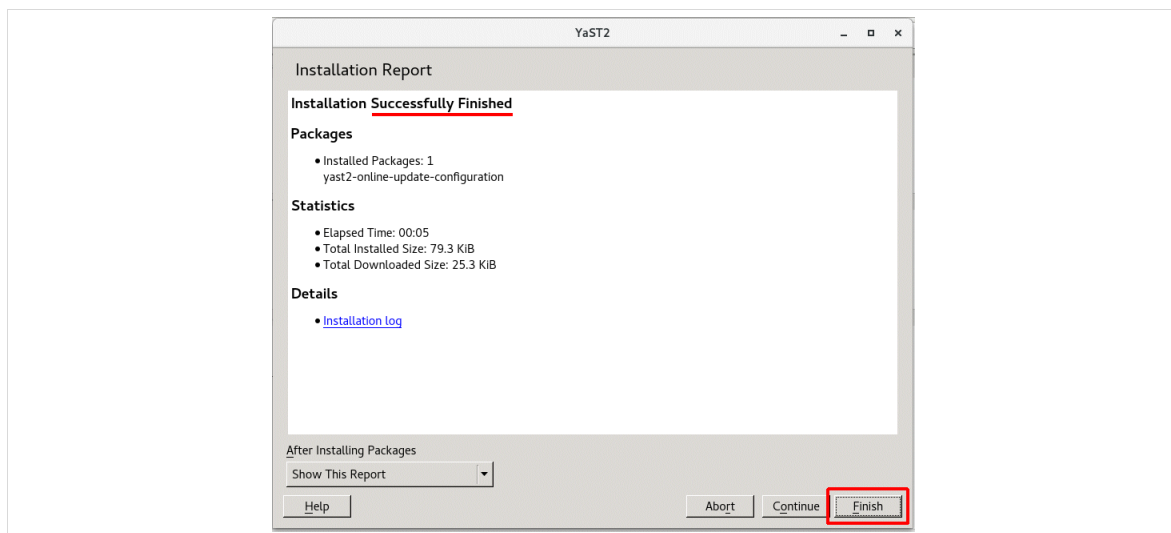 YaST2
Installation Report
Installation Successfully Finished
Packages
Installed Packages: 1
yast2-online-update-configuration
Statistics
Elapsed Time: 00:05
Total Installed Size: 79.3 KiB
Total Downloaded Size: 25.3 KiB
Details
Installation log
After Installing Packages
Show This Report
Help Abort Continue Finish